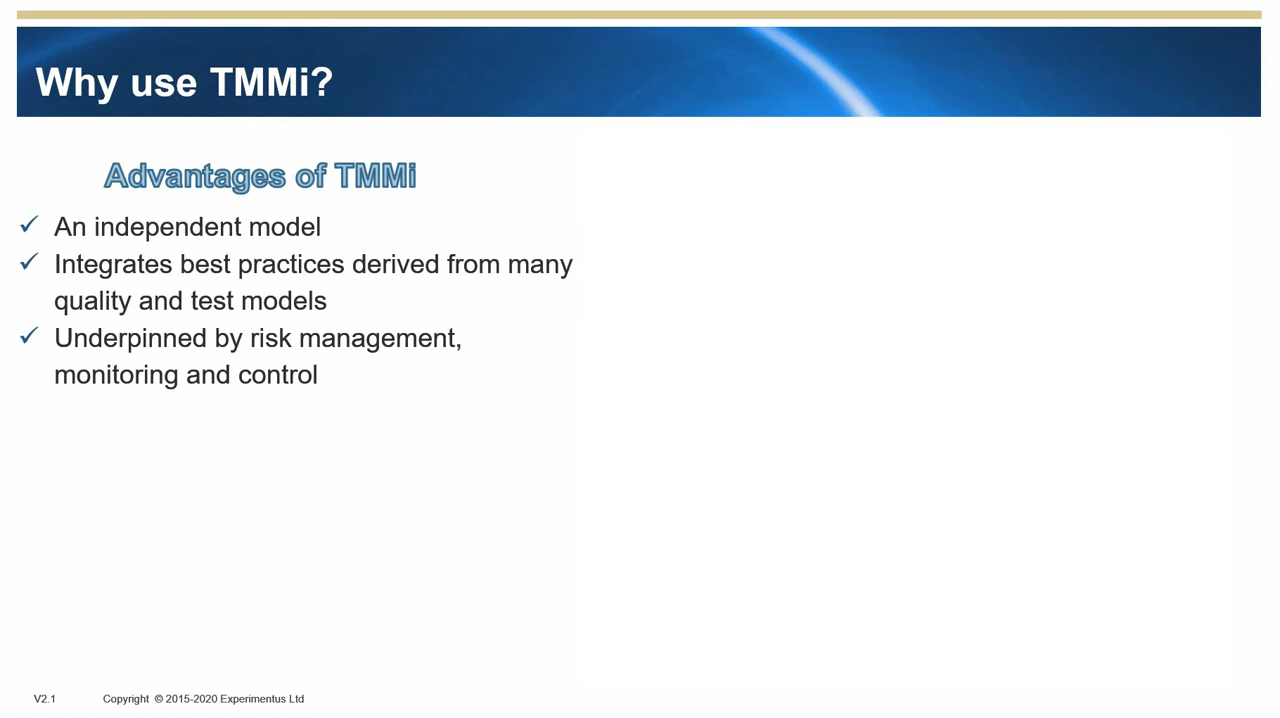 Why use TMMi?
Advantages of TMMi
✓ An independent model
✓ Integrates best practices derived from many
quality and test models
✓ Underpinned by risk management,
monitoring and control
V2.1 Copyright © 2015-2020 Experimentus Ltd